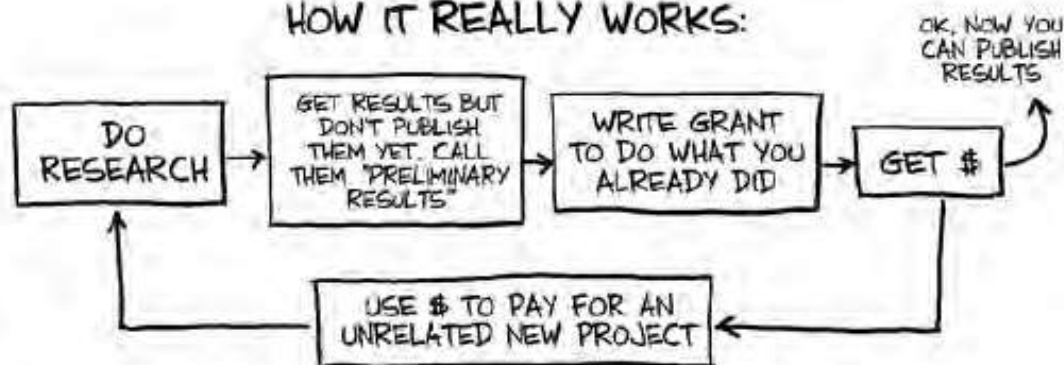 HOW IT REALLY WORKS:
OK, NOW YOU
CAN PUBLISH
RESULTS
DO
RESEARCH
GET RESULTS BUT
DON'T PUBLISH
THEM YET. CALL
THEM "PRELIMINARY
RESULTS"
WRITE GRANT
TO DO WHAT YOU
ALREADY DID
GET $
USE $ TO PAY FOR AN
UNRELATED NEW PROJECT